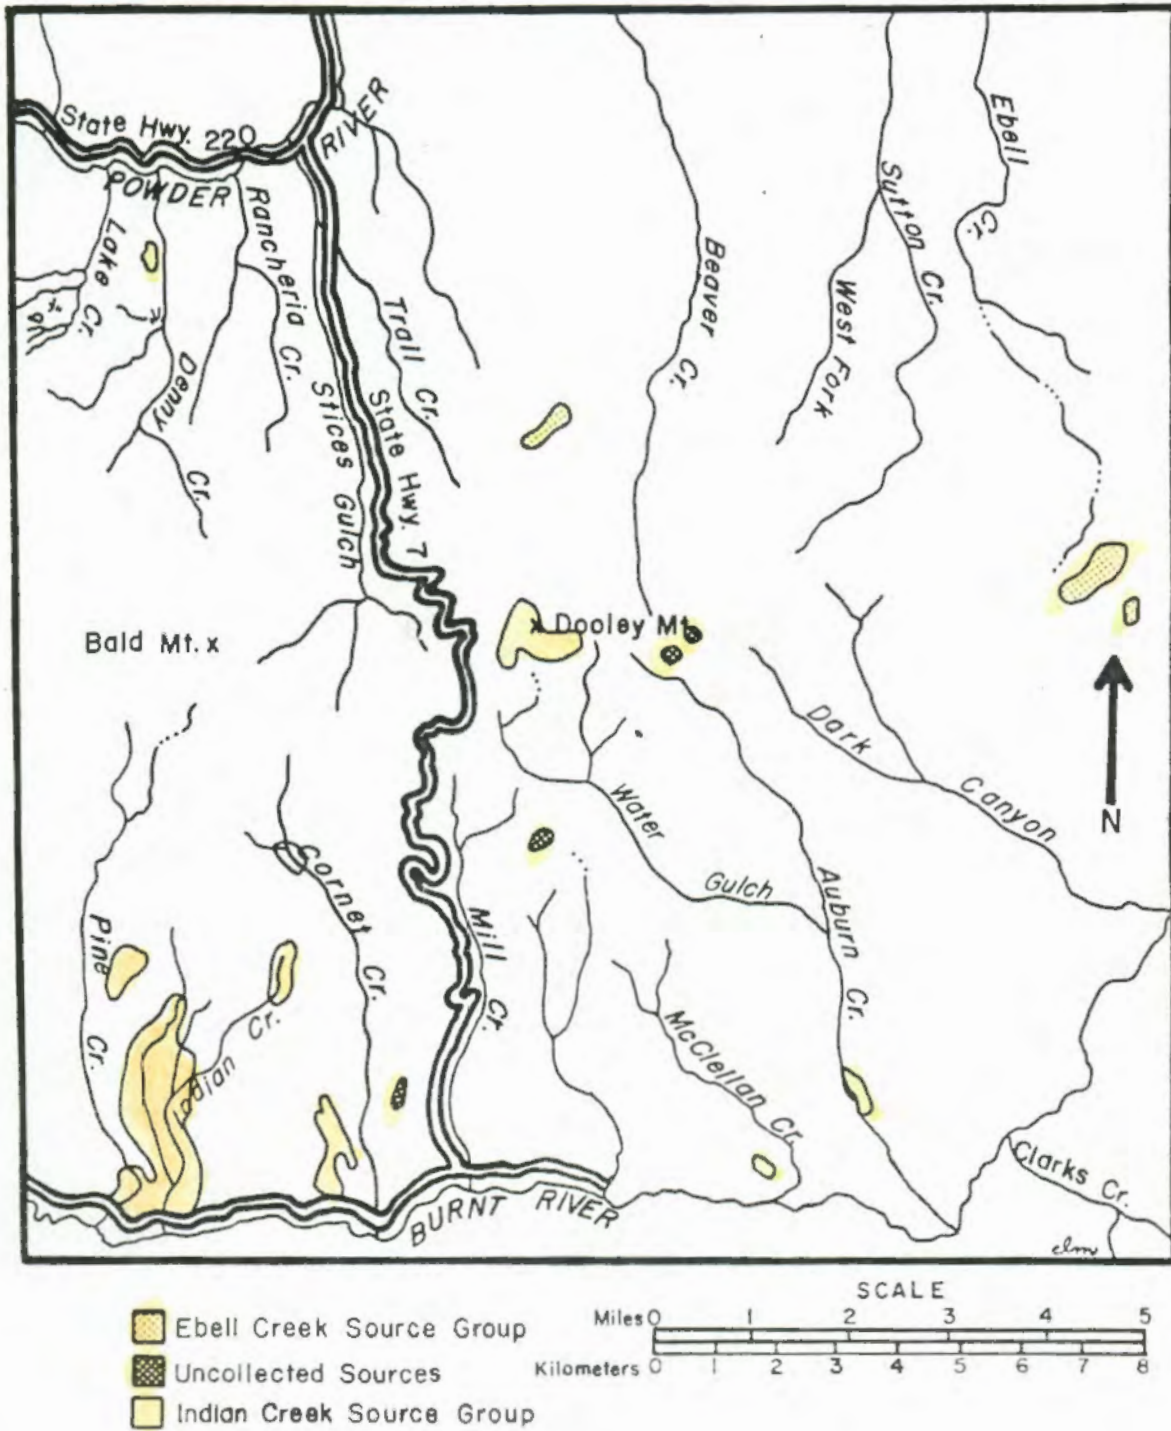 State Hwy. 220
POWDER RIVER
Lake Cr.
Rancheria Cr.
Denny Cr.
Stices Gulch
State Hwy. 7
Trail Cr.
Beaver Cr.
West Fork
Sutton Cr.
Ebell Cr.
Bald Mt. x
x Dooley Mt.
Dark Canyon
N
Water Gulch
Auburn Cr.
Pine Cr.
Indian Cr.
Cornet Cr.
Mill Cr.
McClellan Cr.
Clarks Cr.
BURNT RIVER
elm
SCALE
Miles 0 1 2 3 4 5
Kilometers 0 1 2 3 4 5 6 7 8
Ebell Creek Source Group
Uncollected Sources
Indian Creek Source Group